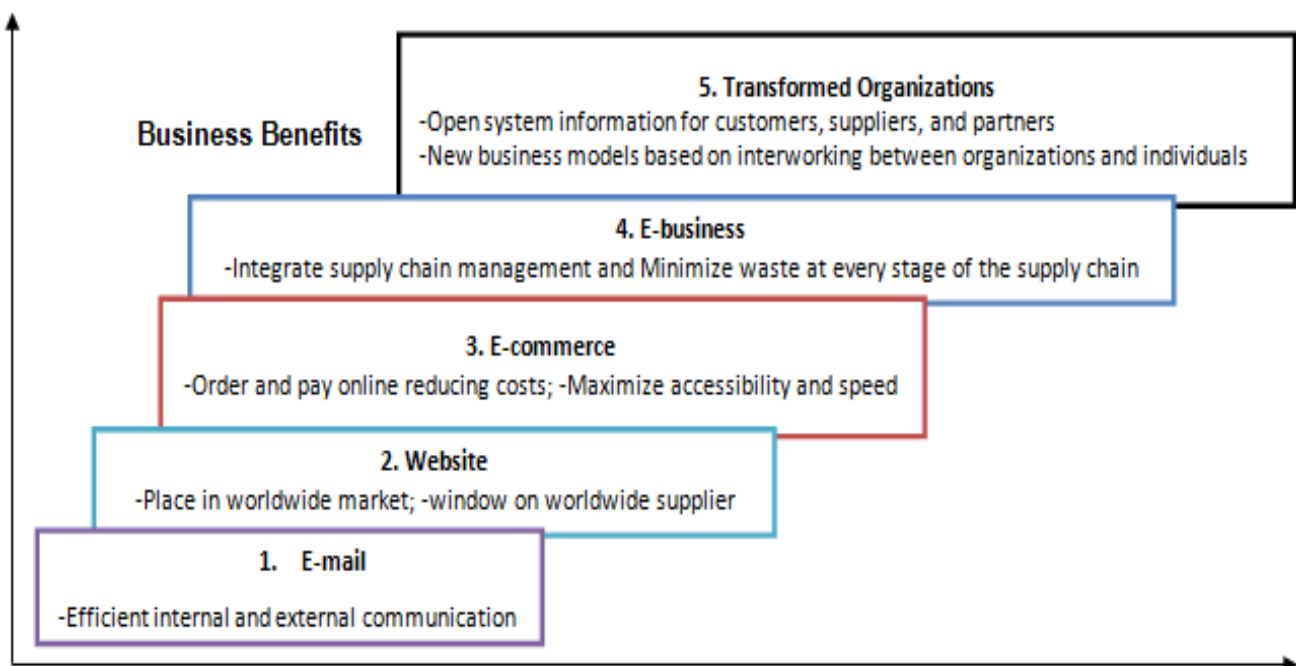 5. Transformed Organizations
-Open system information for customers, suppliers, and partners
-New business models based on interworking between organizations and individuals
Business Benefits
4. E-business
-Integrate supply chain management and Minimize waste at every stage of the supply chain
3. E-commerce
-Order and pay online reducing costs; -Maximize accessibility and speed
2. Website
-Place in worldwide market; -window on worldwide supplier
1. E-mail
-Efficient internal and external communication